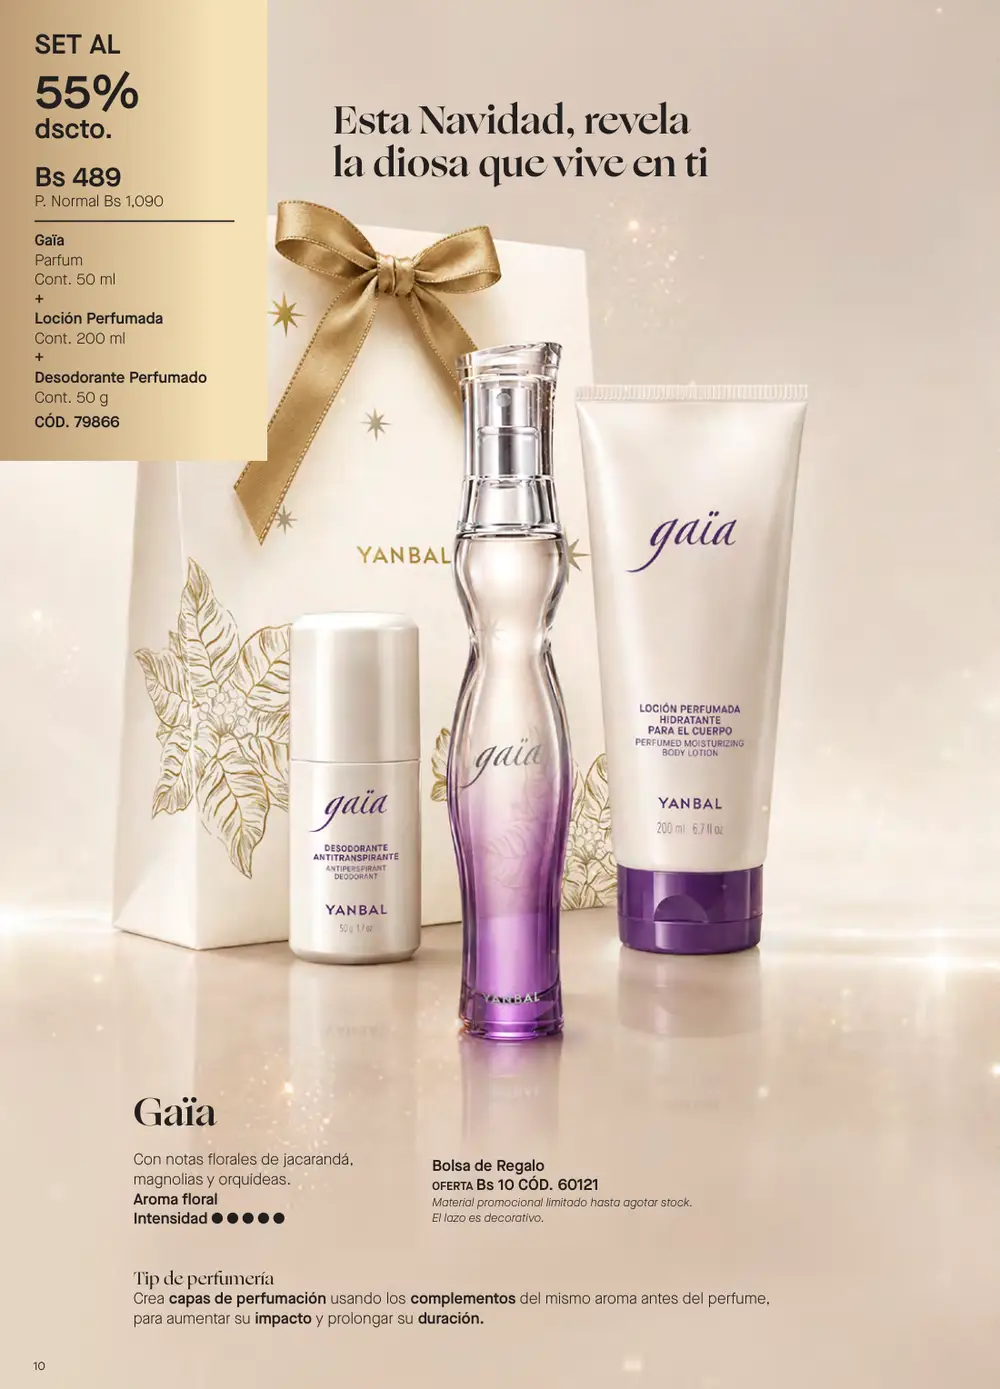 SET AL
55%
dscto.
Bs 489
P. Normal Bs 1,090
Gaïa
Parfum
Cont. 50 ml
+
Loción Perfumada
Cont. 200 ml
+
Desodorante Perfumado
Cont. 50 g
CÓD. 79866
Esta Navidad, revela
la diosa que vive en ti
YANBAL
gaïa
DESODORANTE
ANTITRANSPIRANTE
ANTIPERSPIRANT
DEODORANT
YANBAL
50 g 1.7 oz
gaïa
YANBAL
gaïa
LOCIÓN PERFUMADA
HIDRATANTE
PARA EL CUERPO
PERFUMED MOISTURIZING
BODY LOTION
YANBAL
200 ml 6.7 fl oz
Gaïa
Con notas florales de jacarandá,
magnolias y orquídeas.
Aroma floral
Intensidad ●●●●●
Bolsa de Regalo
OFERTA Bs 10 CÓD. 60121
Material promocional limitado hasta agotar stock.
El lazo es decorativo.
Tip de perfumería
Crea capas de perfumación usando los complementos del mismo aroma antes del perfume,
para aumentar su impacto y prolongar su duración.
10